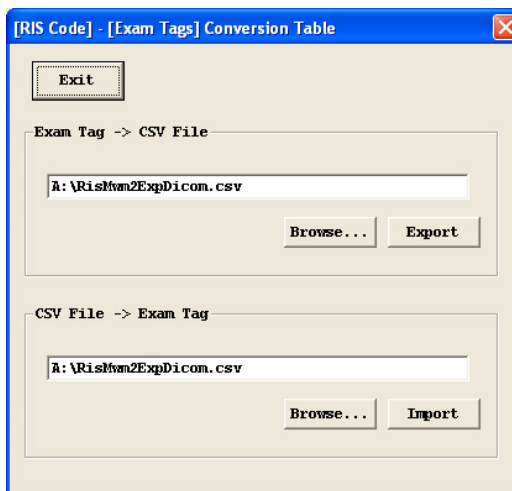 [RIS Code] - [Exam Tags] Conversion Table
Exit
Exam Tag -> CSV File
A:\RisMwm2ExpDicom.csv
Browse... Export
CSV File -> Exam Tag
A:\RisMwm2ExpDicom.csv
Browse... Import